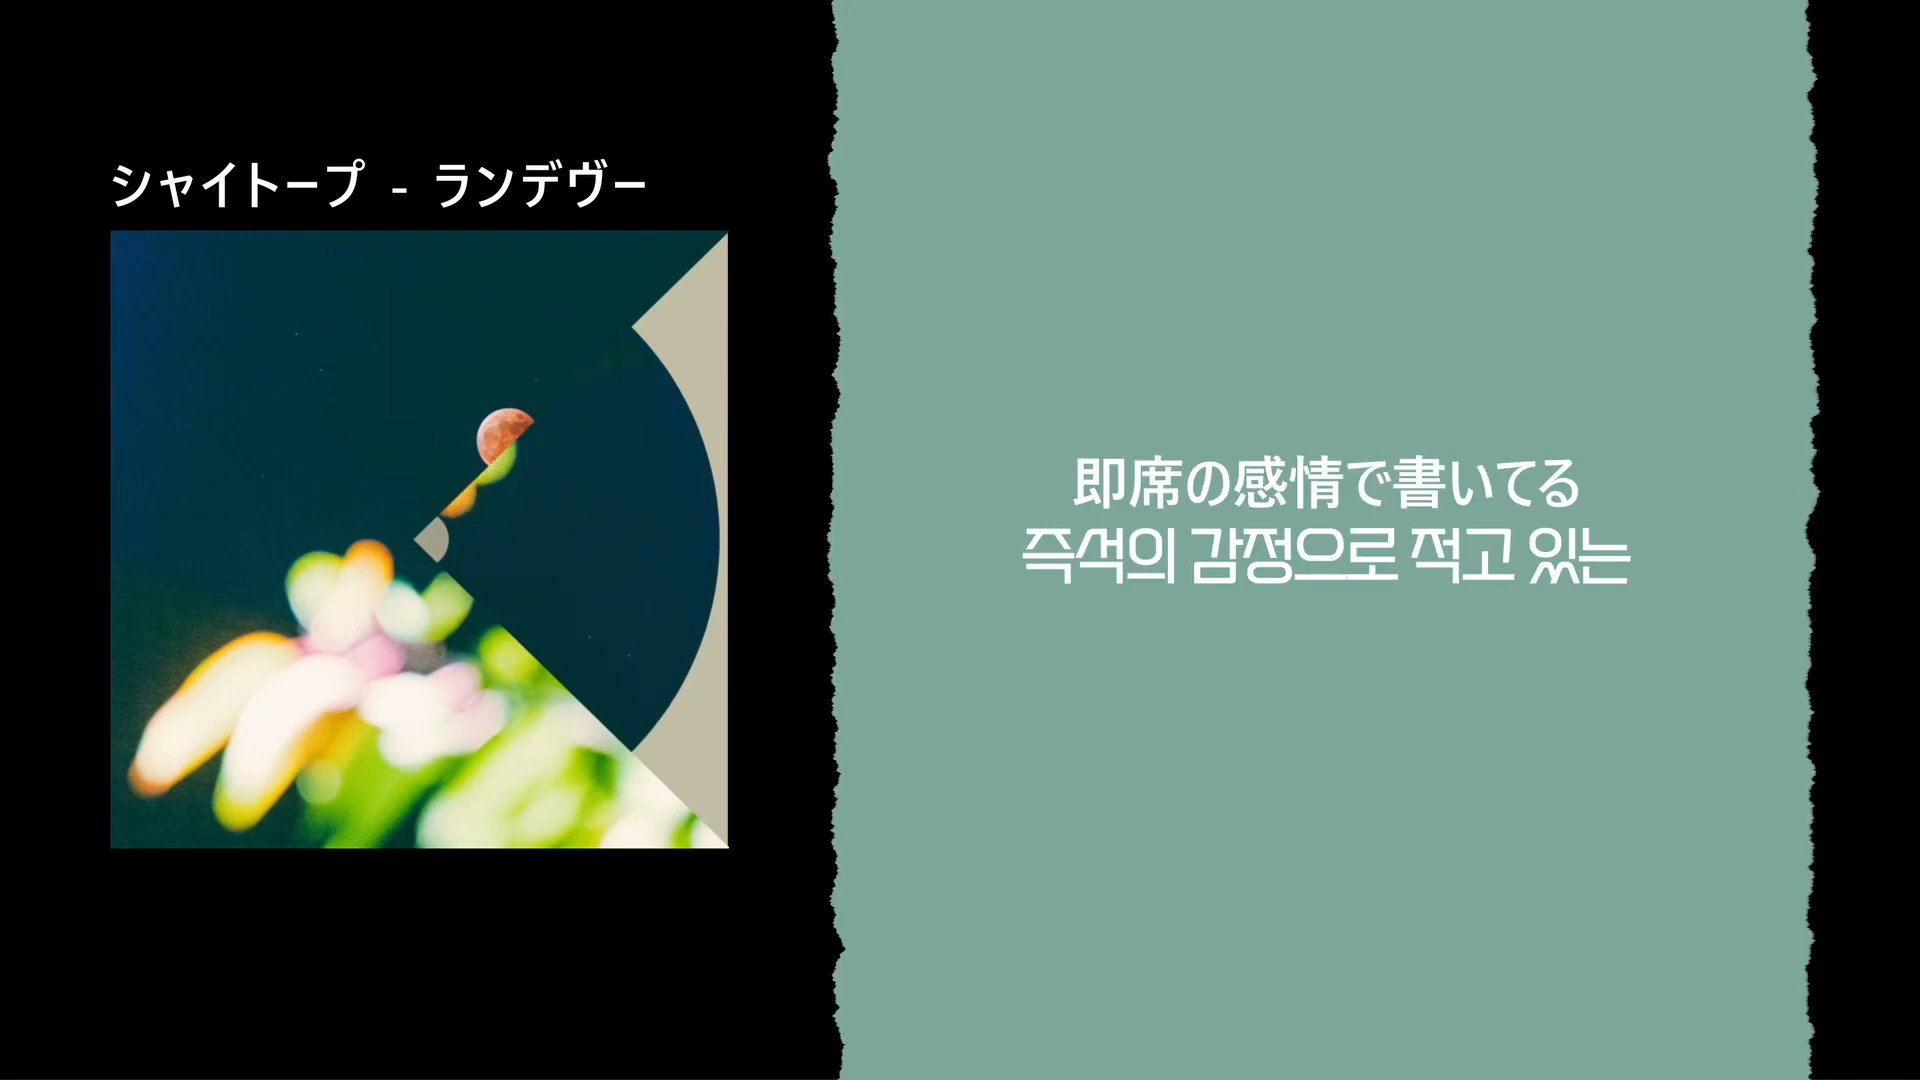 シャイトープ - ランデヴー
即席の感情で書いてる
즉석의 감정으로 적고 있는